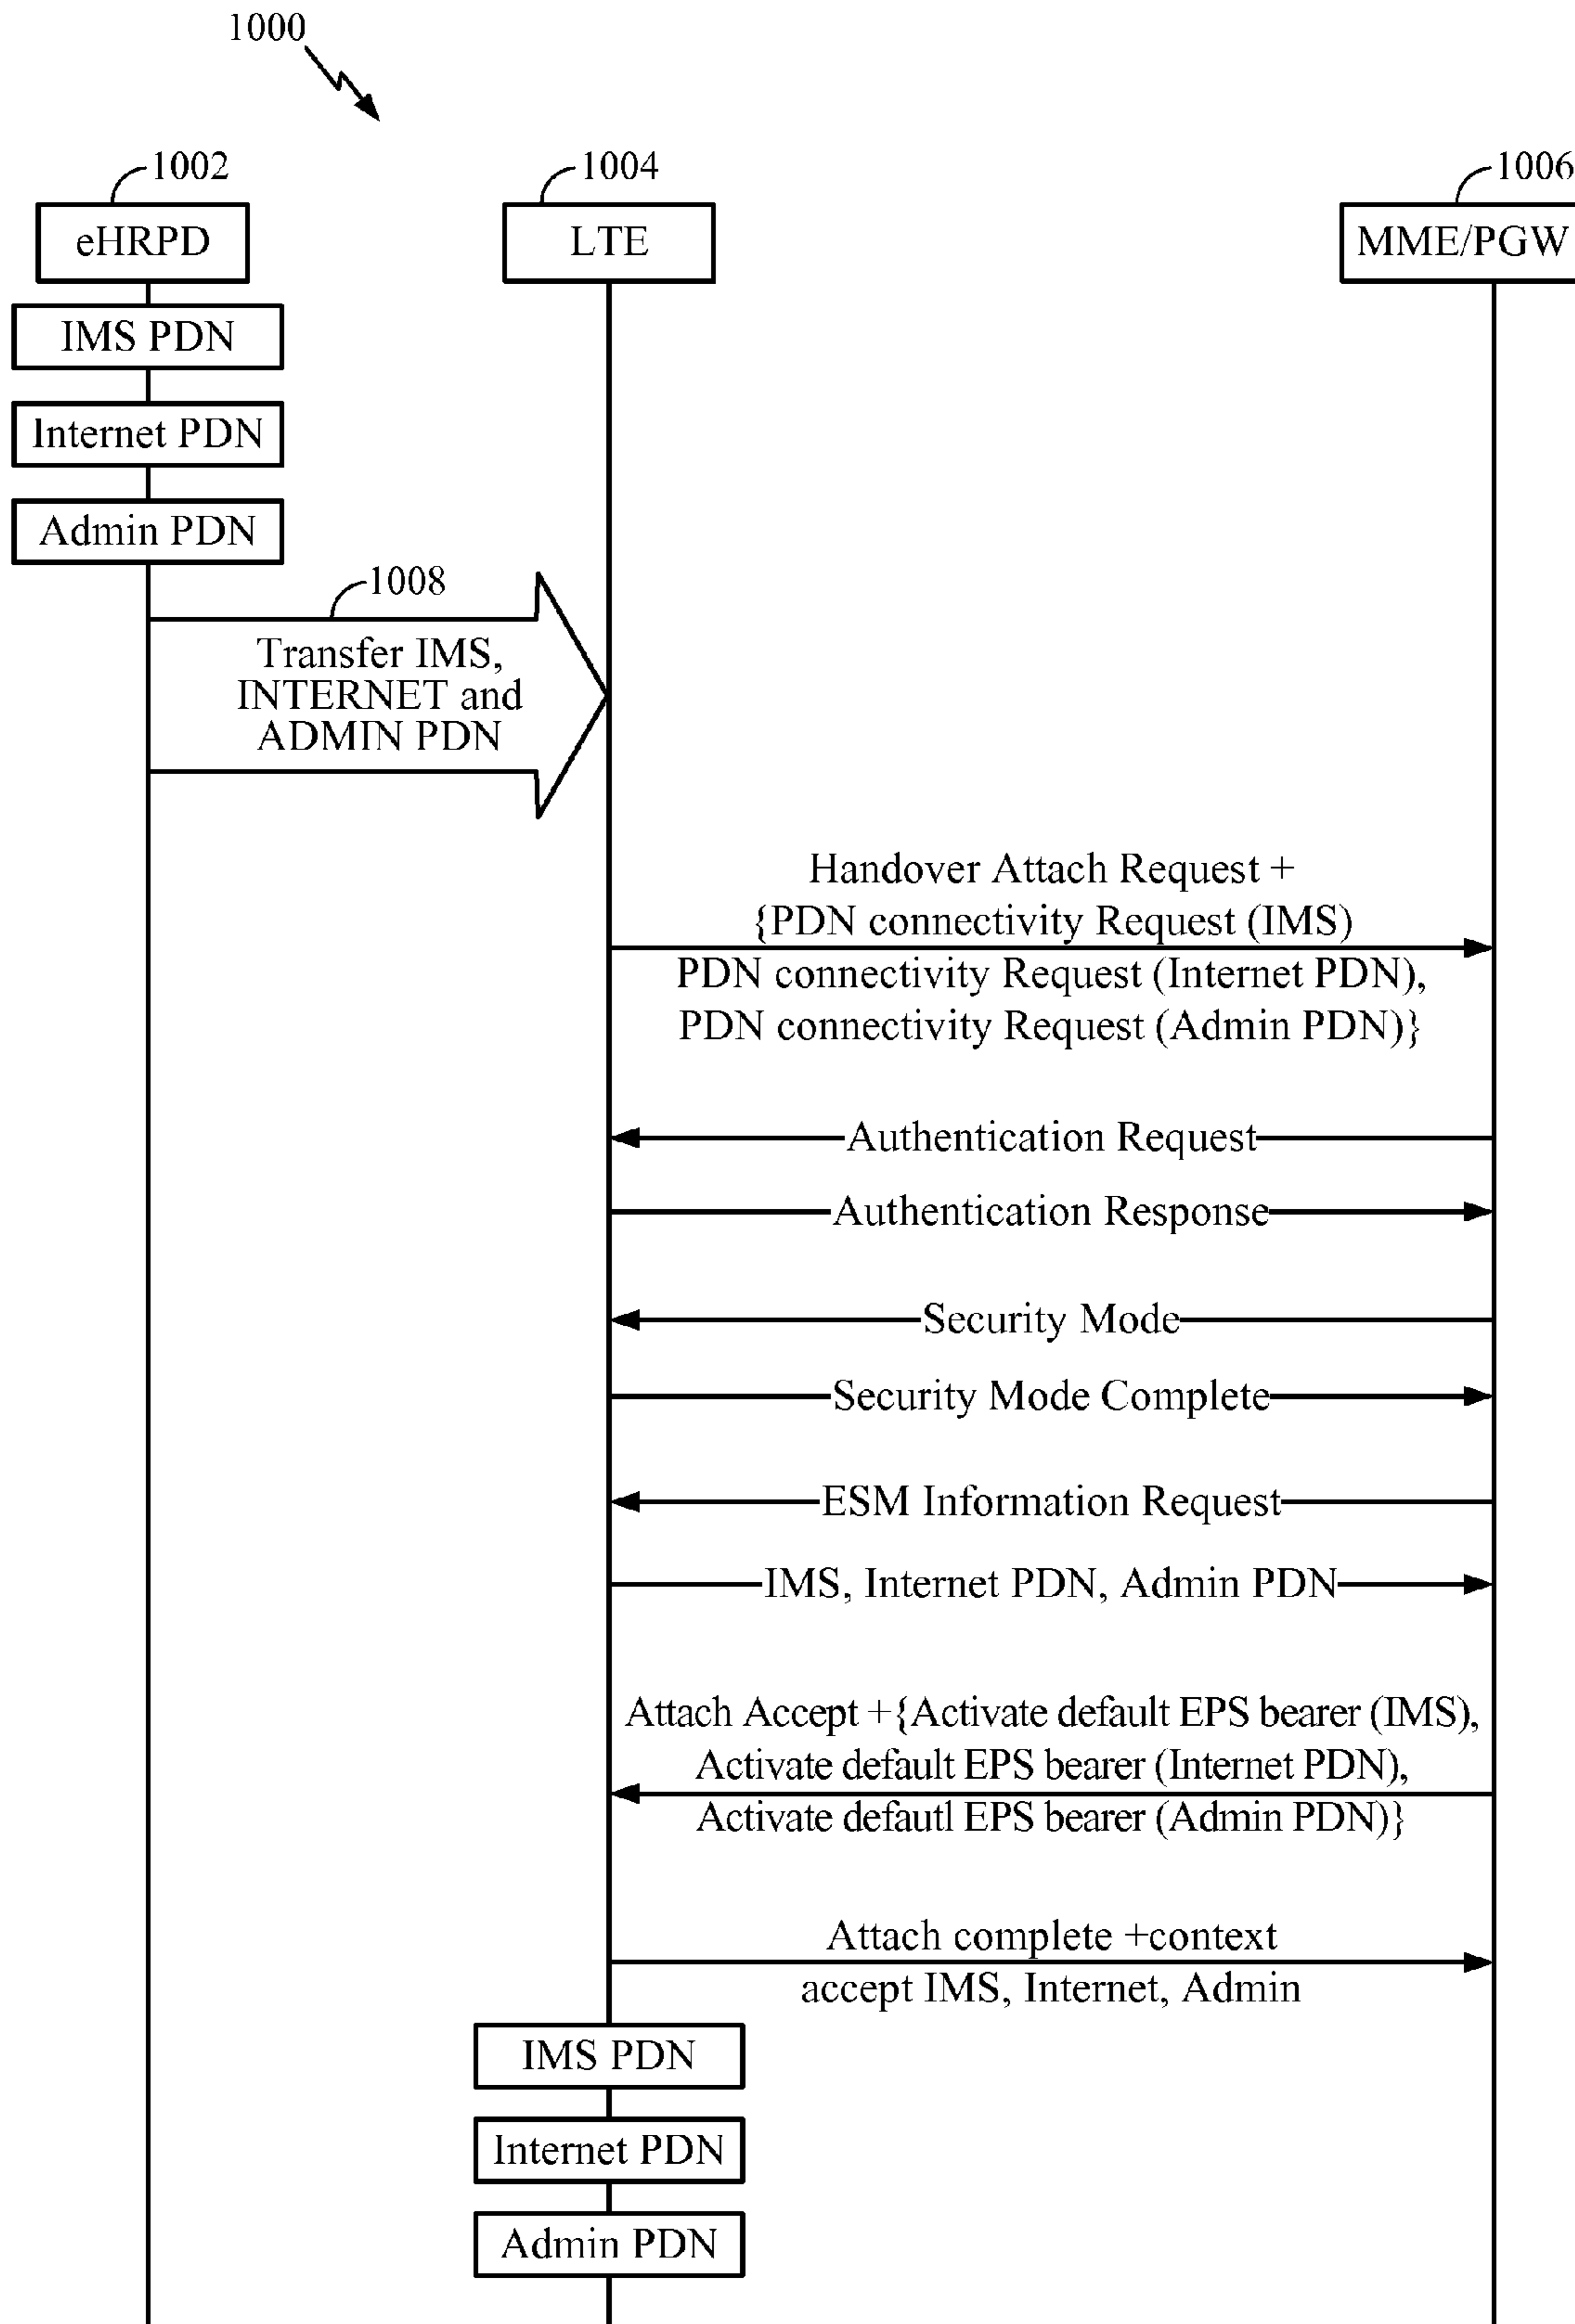 1000
1002
1004
1006
eHRPD
LTE
MME/PGW
IMS PDN
Internet PDN
Admin PDN
1008
Transfer IMS,
INTERNET and
ADMIN PDN
Handover Attach Request +
{PDN connectivity Request (IMS)
PDN connectivity Request (Internet PDN),
PDN connectivity Request (Admin PDN)}
Authentication Request
Authentication Response
Security Mode
Security Mode Complete
ESM Information Request
IMS, Internet PDN, Admin PDN
Attach Accept +{Activate default EPS bearer (IMS),
Activate default EPS bearer (Internet PDN),
Activate defautl EPS bearer (Admin PDN)}
Attach complete +context
accept IMS, Internet, Admin
IMS PDN
Internet PDN
Admin PDN